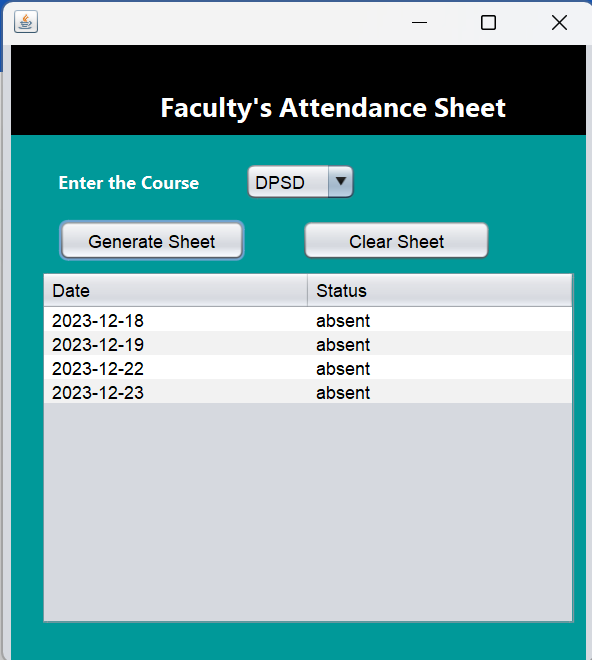 Faculty's Attendance Sheet
Enter the Course DPSD
Generate Sheet Clear Sheet
Date Status
2023-12-18 absent
2023-12-19 absent
2023-12-22 absent
2023-12-23 absent